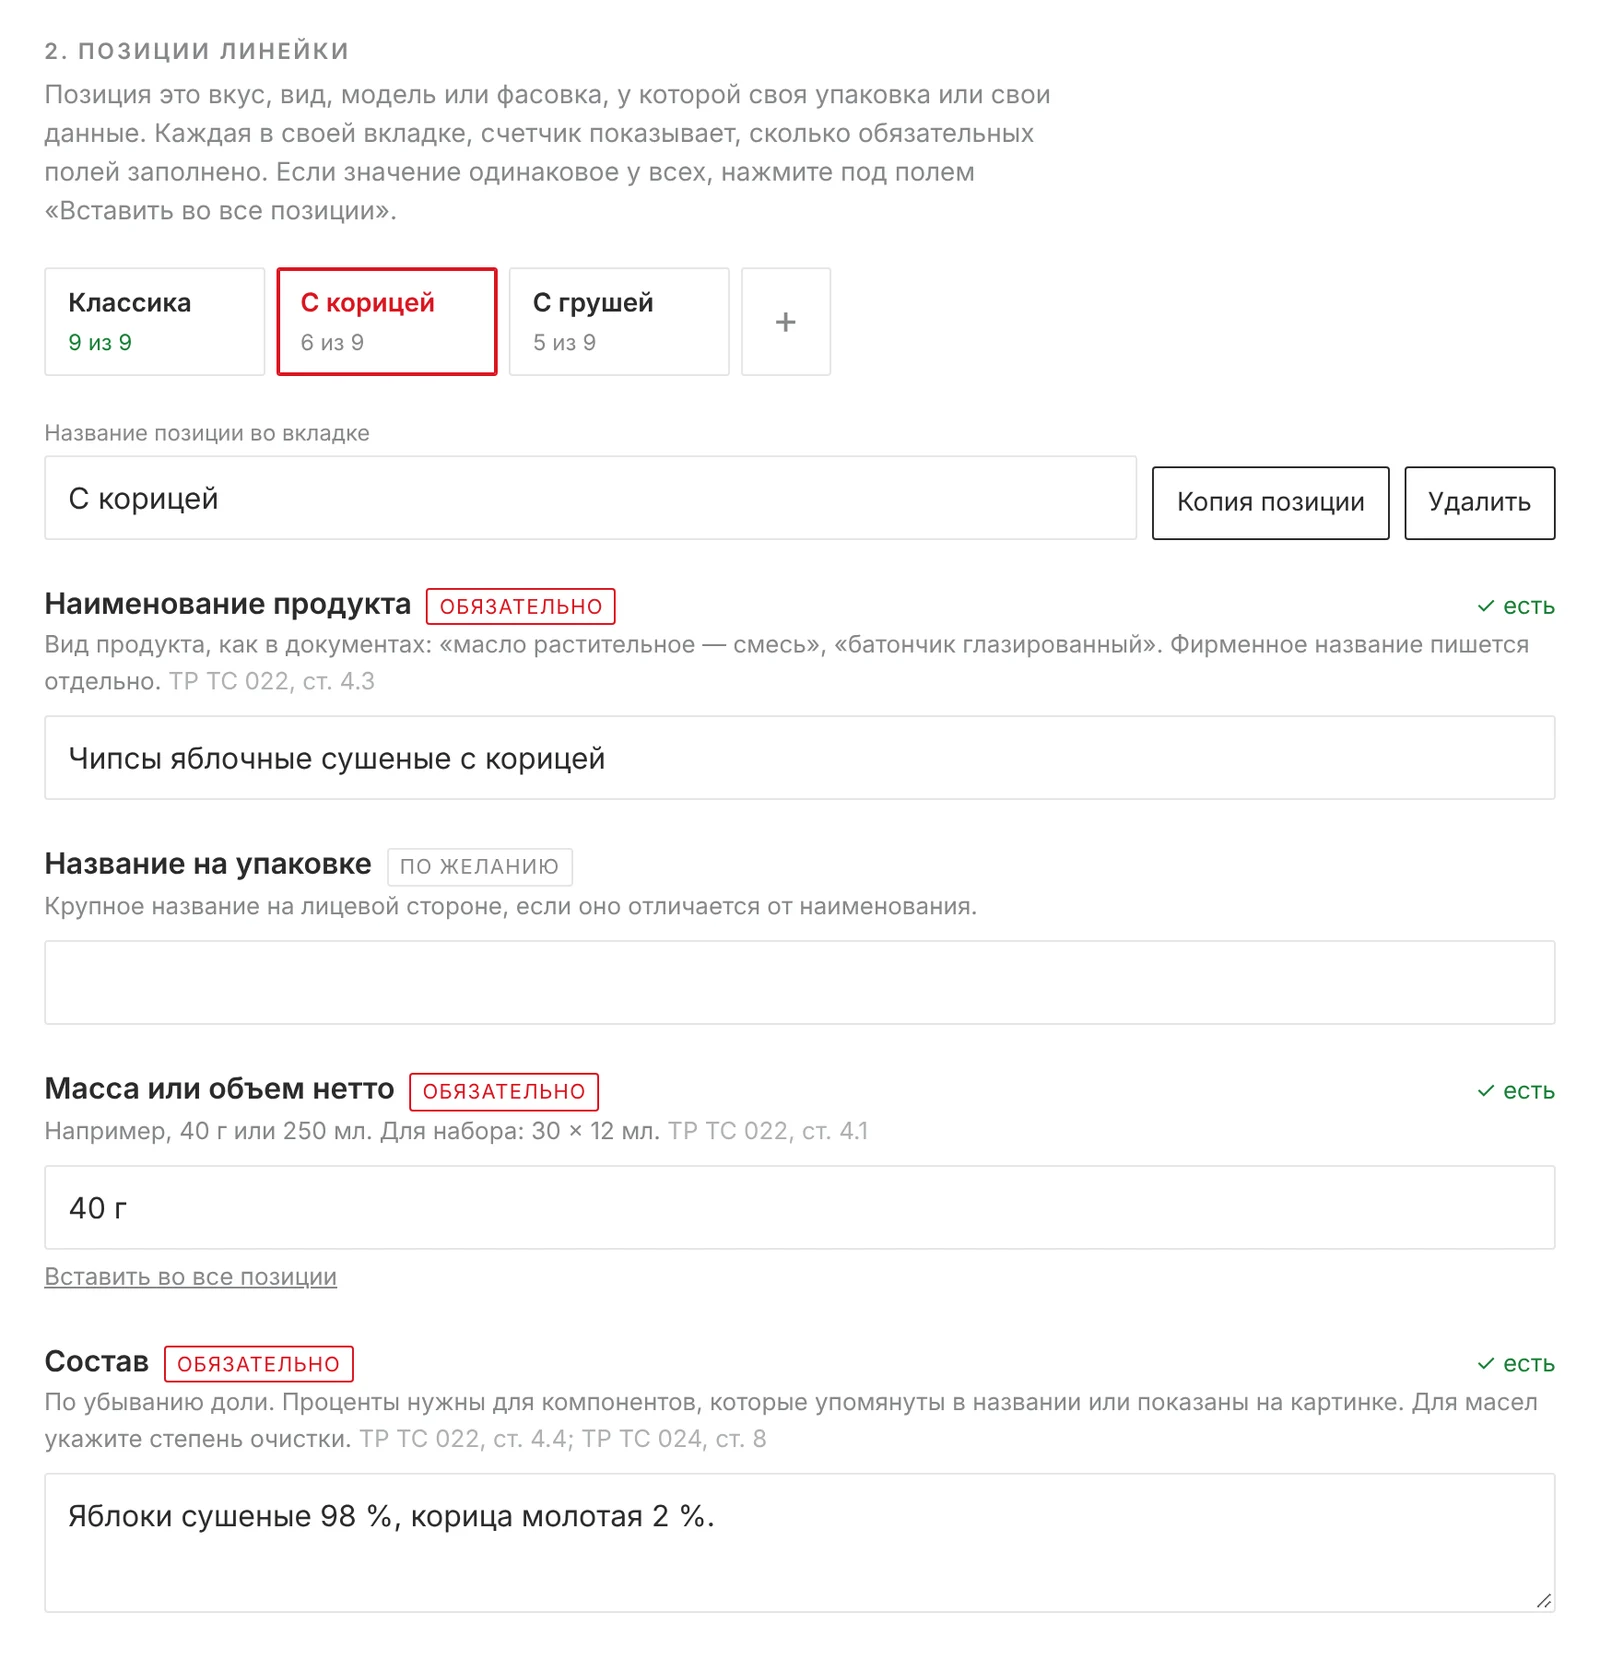 2. ПОЗИЦИИ ЛИНЕЙКИ
Позиция это вкус, вид, модель или фасовка, у которой своя упаковка или свои
данные. Каждая в своей вкладке, счетчик показывает, сколько обязательных
полей заполнено. Если значение одинаковое у всех, нажмите под полем
«Вставить во все позиции».
Классика
9 из 9
С корицей
6 из 9
С грушей
5 из 9
+
Название позиции во вкладке
С корицей
Копия позиции
Удалить
Наименование продукта ОБЯЗАТЕЛЬНО ✓ есть
Вид продукта, как в документах: «масло растительное — смесь», «батончик глазированный». Фирменное название пишется
отдельно. ТР ТС 022, ст. 4.3
Чипсы яблочные сушеные с корицей
Название на упаковке ПО ЖЕЛАНИЮ
Крупное название на лицевой стороне, если оно отличается от наименования.
Масса или объем нетто ОБЯЗАТЕЛЬНО ✓ есть
Например, 40 г или 250 мл. Для набора: 30 × 12 мл. ТР ТС 022, ст. 4.1
40 г
Вставить во все позиции
Состав ОБЯЗАТЕЛЬНО ✓ есть
По убыванию доли. Проценты нужны для компонентов, которые упомянуты в названии или показаны на картинке. Для масел
укажите степень очистки. ТР ТС 022, ст. 4.4; ТР ТС 024, ст. 8
Яблоки сушеные 98 %, корица молотая 2 %.